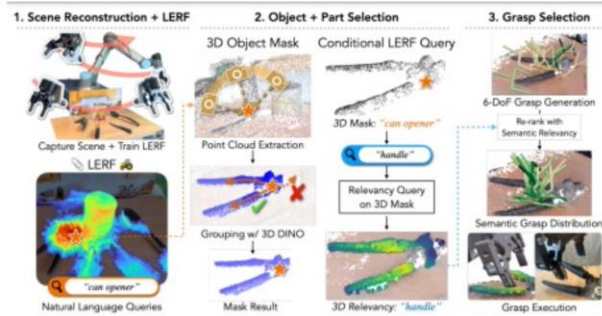 1. Scene Reconstruction + LERF
Capture Scene + Train LERF
LERF
"can opener"
Natural Language Queries
2. Object + Part Selection
3D Object Mask
Point Cloud Extraction
Grouping w/ 3D DINO
Mask Result
Conditional LERF Query
3D Mask: "can opener"
"handle"
Relevancy Query
on 3D Mask
3D Relevancy: "handle"
3. Grasp Selection
6-DoF Grasp Generation
Re-rank with
Semantic Relevancy
Semantic Grasp Distribution
Grasp Execution